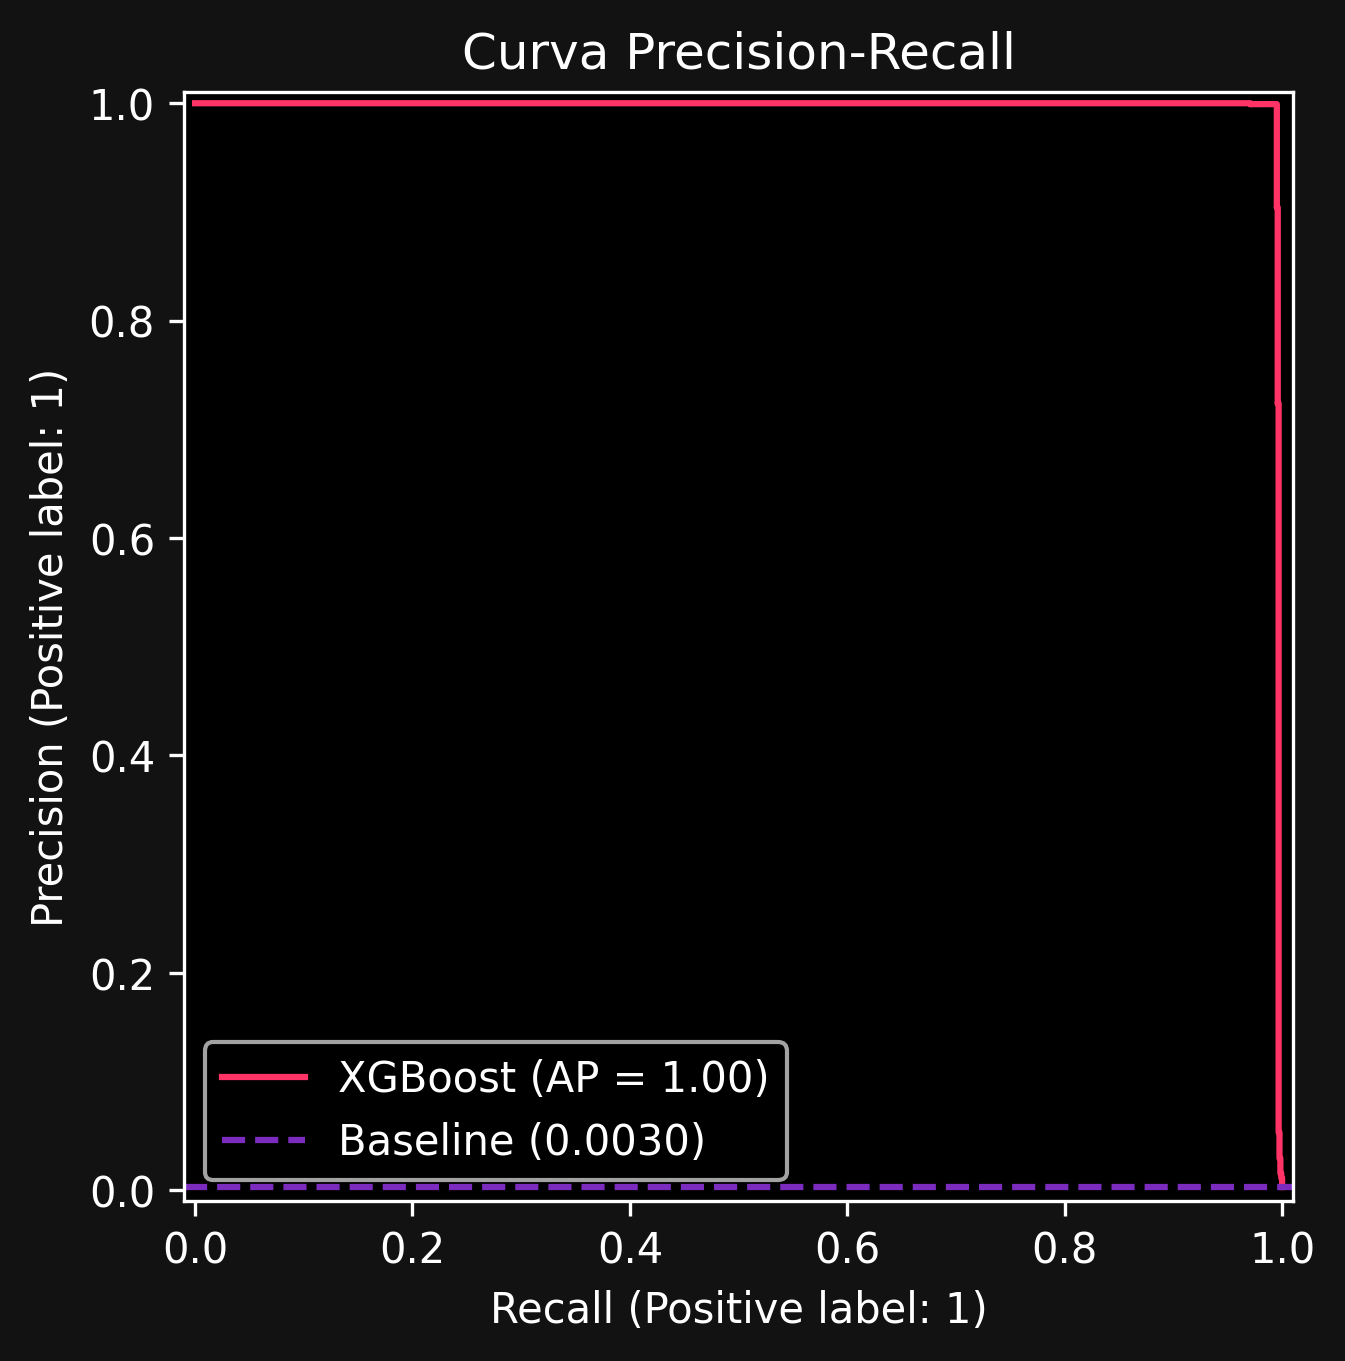 Curva Precision-Recall
1.0
0.8
0.6
0.4
0.2
0.0
Precision (Positive label: 1)
XGBoost (AP = 1.00)
Baseline (0.0030)
0.0 0.2 0.4 0.6 0.8 1.0
Recall (Positive label: 1)